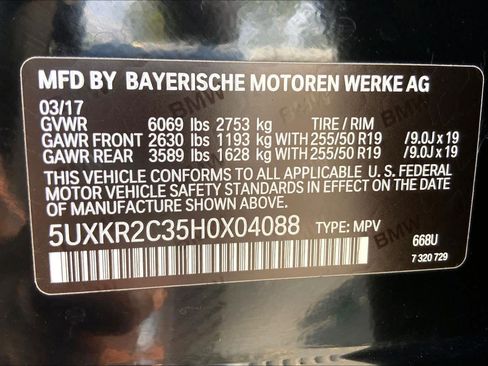 MFD BY BAYERISCHE MOTOREN WERKE AG
03/17
GVWR 6069 lbs 2753 kg TIRE / RIM
GAWR FRONT 2630 lbs 1193 kg WITH 255/50 R19 /9.0J x 19
GAWR REAR 3589 lbs 1628 kg WITH 255/50 R19 /9.0J x 19
THIS VEHICLE CONFORMS TO ALL APPLICABLE U. S. FEDERAL
MOTOR VEHICLE SAFETY STANDARDS IN EFFECT ON THE
DATE OF MANUFACTURE SHOWN ABOVE.
5UXKR2C35H0X04088 TYPE: MPV
668U
7 320 729